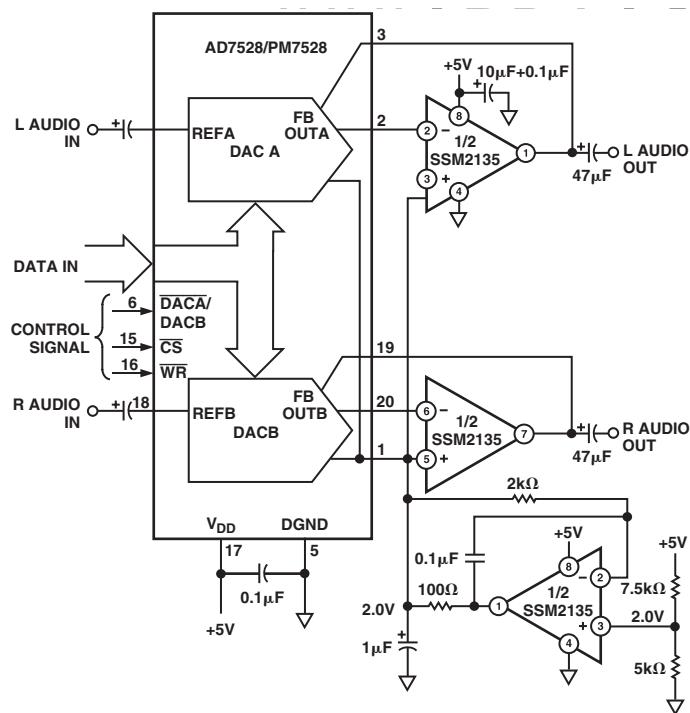 AD7528/PM7528
3
+5V
10µF+0.1µF
+
8
L AUDIO
IN
+
REFA
FB
OUTA
DAC A
2
2
−
1/2
SSM2135
3
+
4
1
+
47µF
L AUDIO
OUT
DATA IN
CONTROL
SIGNAL
6
DACA/
DACB
15
CS
16
WR
R AUDIO
IN
+
18
REFB
FB
OUTB
DACB
19
20
1
6
−
5
+
1/2
SSM2135
7
+
47µF
R AUDIO
OUT
VDD
DGND
17
5
0.1µF
+5V
2kΩ
0.1µF
100Ω
2.0V
+
1µF
1
+5V
8
−
2
1/2
SSM2135
+
3
4
2.0V
+5V
7.5kΩ
5kΩ